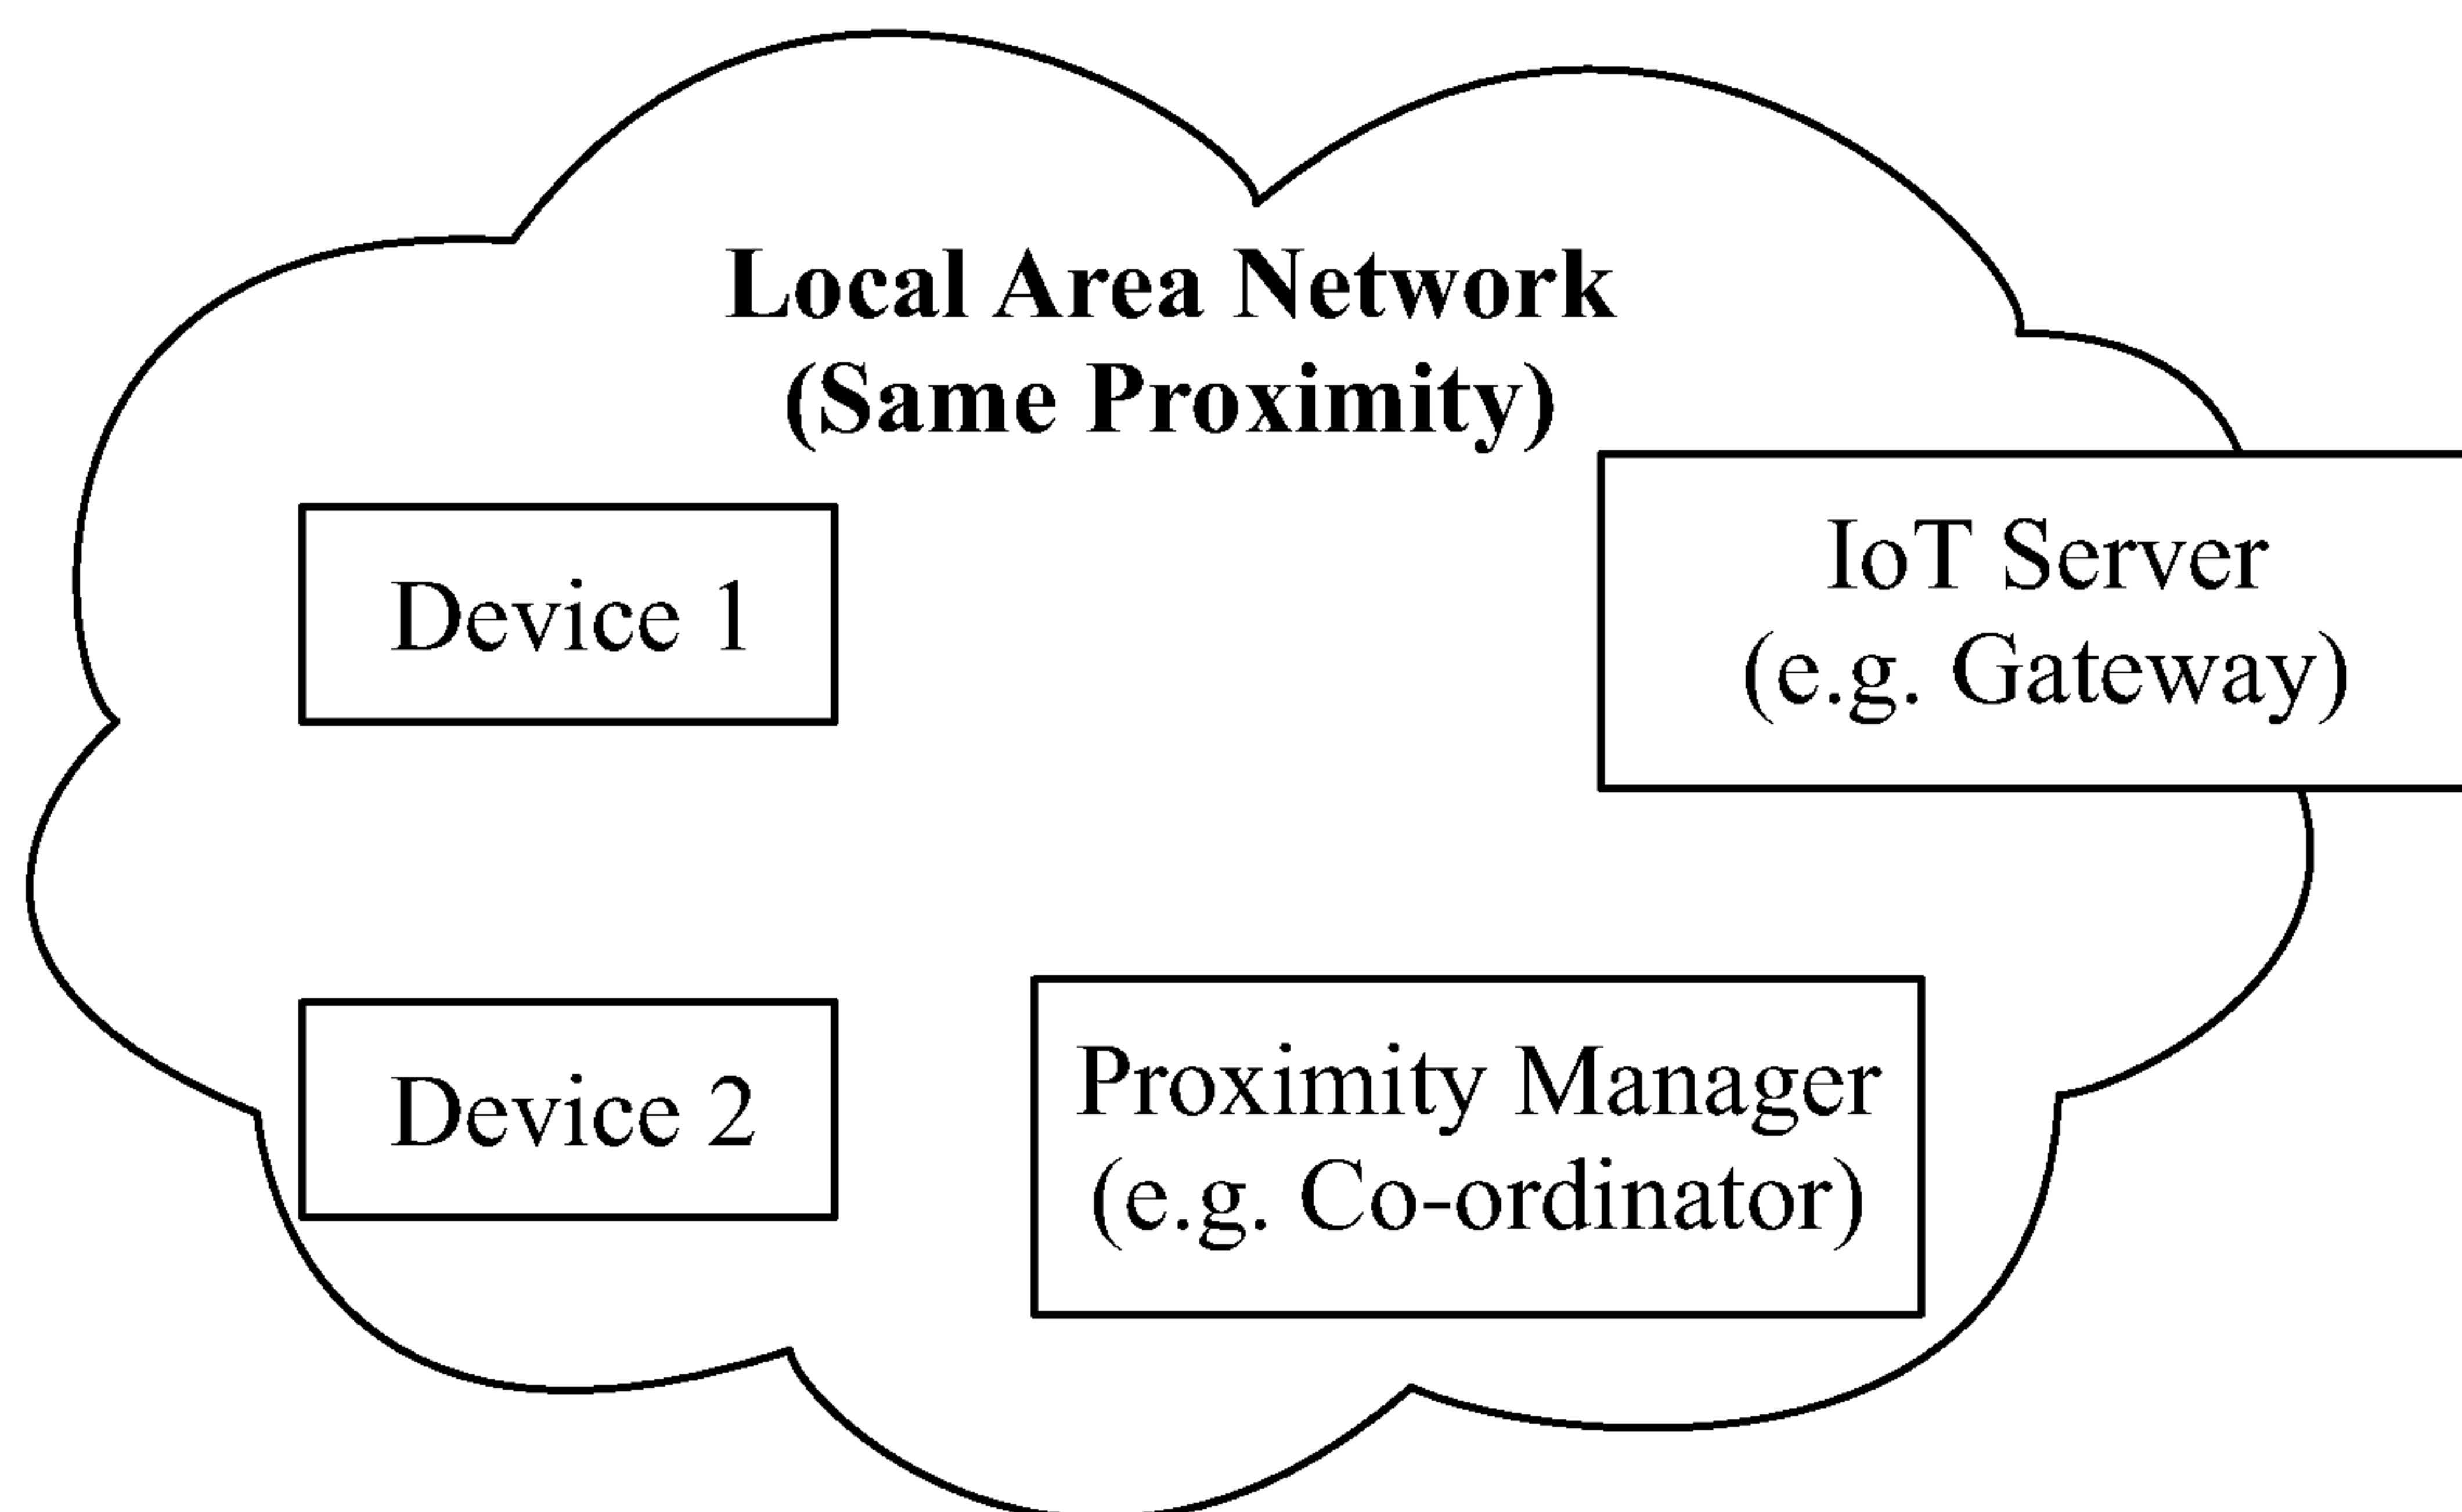 Local Area Network
(Same Proximity)
Device 1
IoT Server
(e.g. Gateway)
Device 2
Proximity Manager
(e.g. Co-ordinator)